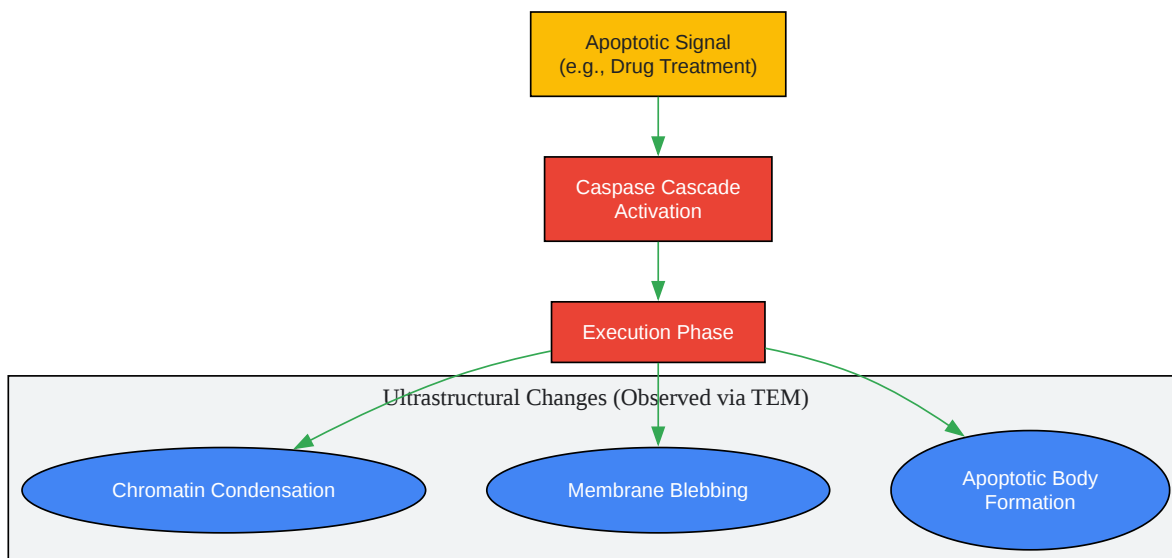 Apoptotic Signal
(e.g., Drug Treatment)
Caspase Cascade
Activation
Execution Phase
Ultrastructural Changes (Observed via TEM)
Chromatin Condensation
Membrane Blebbing
Apoptotic Body
Formation